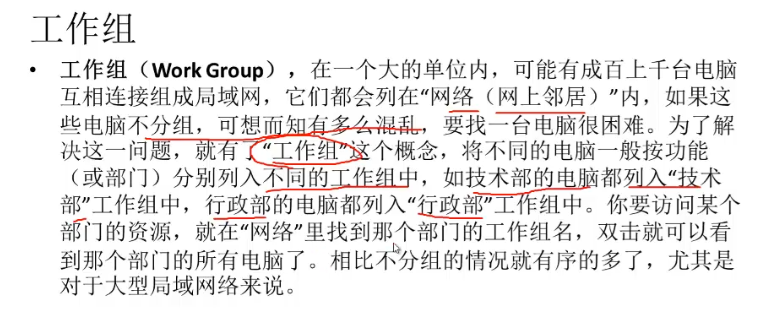 工作组
• 工作组（Work Group），在一个大的单位内，可能有成百上千台电脑
互相连接组成局域网，它们都会列在“网络（网上邻居）”内，如果这
些电脑不分组，可想而知有多么混乱，要找一台电脑很困难。为了解
决这一问题，就有了“工作组”这个概念，将不同的电脑一般按功能
（或部门）分别列入不同的工作组中，如技术部的电脑都列入“技术
部”工作组中，行政部的电脑都列入“行政部”工作组中。你要访问某个
部门的资源，就在“网络”里找到那个部门的工作组名，双击就可以看
到那个部门的所有电脑了。相比不分组的情况就有序的多了，尤其是
对于大型局域网络来说。